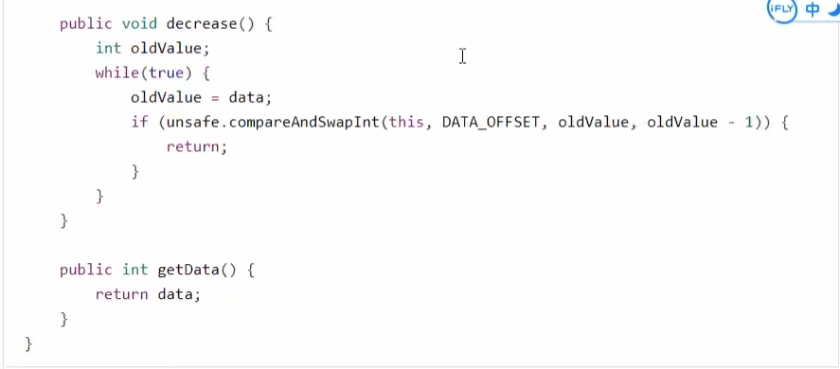 public void decrease() {
int oldValue;
while(true) {
oldValue = data;
if (unsafe.compareAndSwapInt(this, DATA_OFFSET, oldValue, oldValue - 1)) {
return;
}
}
}
public int getData() {
return data;
}
}
iFLY 中